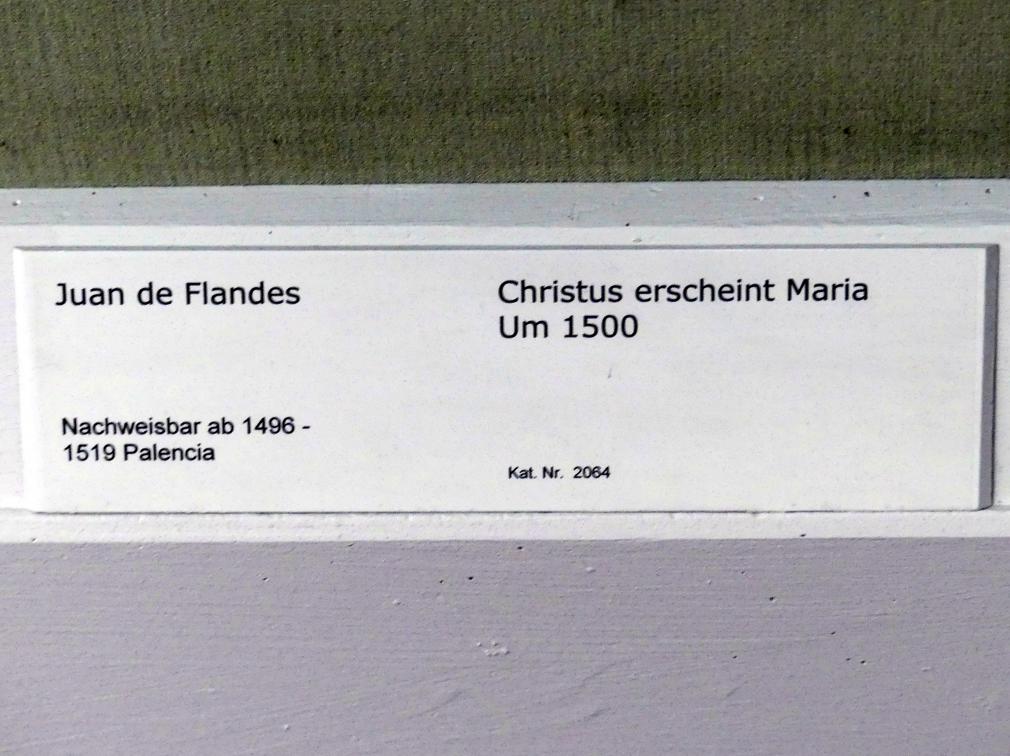 Juan de Flandes
Nachweisbar ab 1496 -
1519 Palencia
Christus erscheint Maria
Um 1500
Kat. Nr. 2064